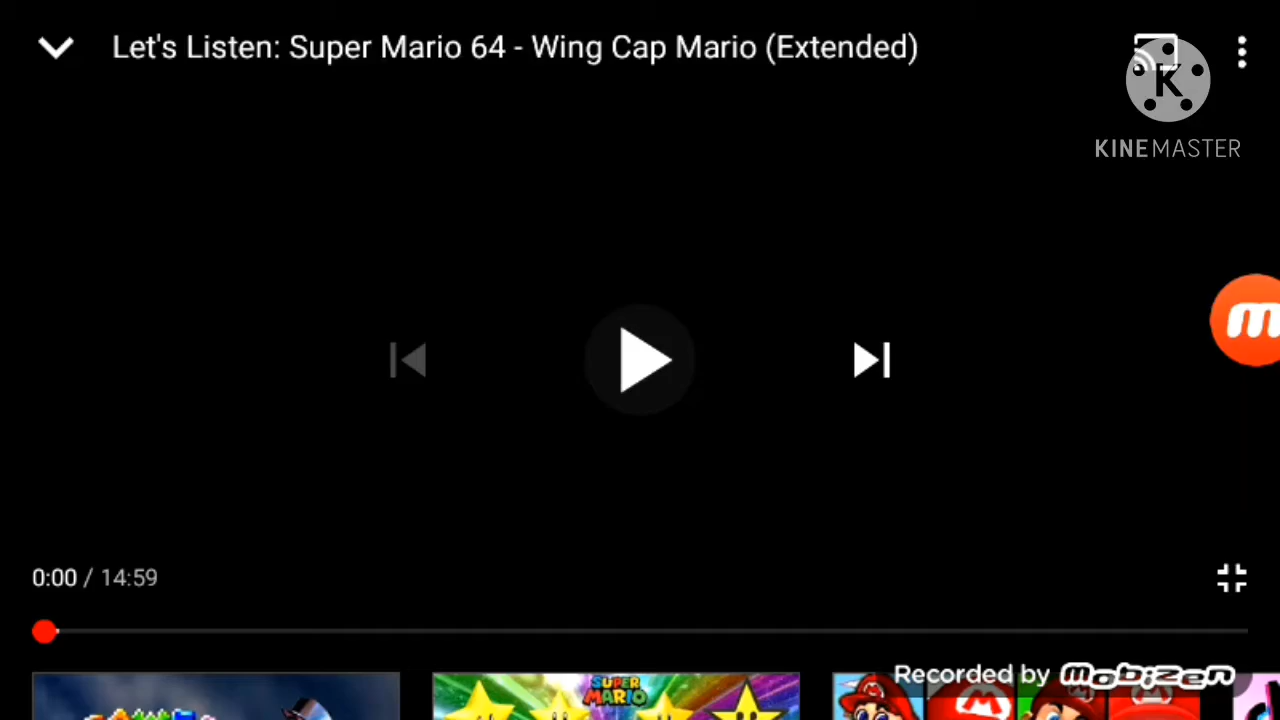 Let's Listen: Super Mario 64 - Wing Cap Mario (Extended)
K
KINEMASTER
m
0:00 / 14:59
Recorded by mobizen
SUPER
MARIO
M